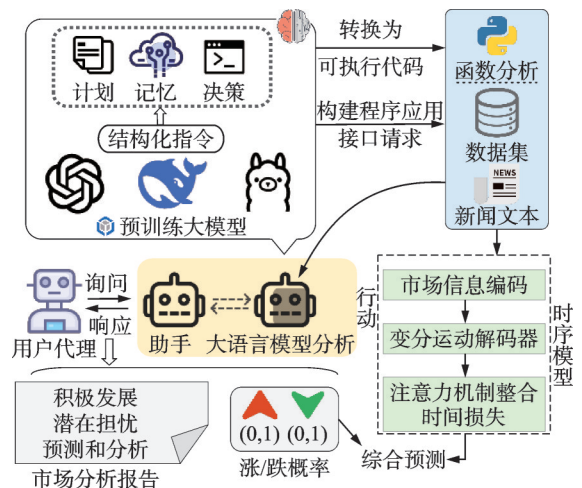 计划
记忆
决策
结构化指令
预训练大模型
转换为
可执行代码
构建程序应用
接口请求
函数分析
数据集
NEWS
新闻文本
用户代理
询问
响应
助手
大语言模型分析
行动
市场信息编码
变分运动解码器
注意力机制整合
时间损失
时序模型
积极发展
潜在担忧
预测和分析
市场分析报告
(0,1)
(0,1)
涨/跌概率
综合预测